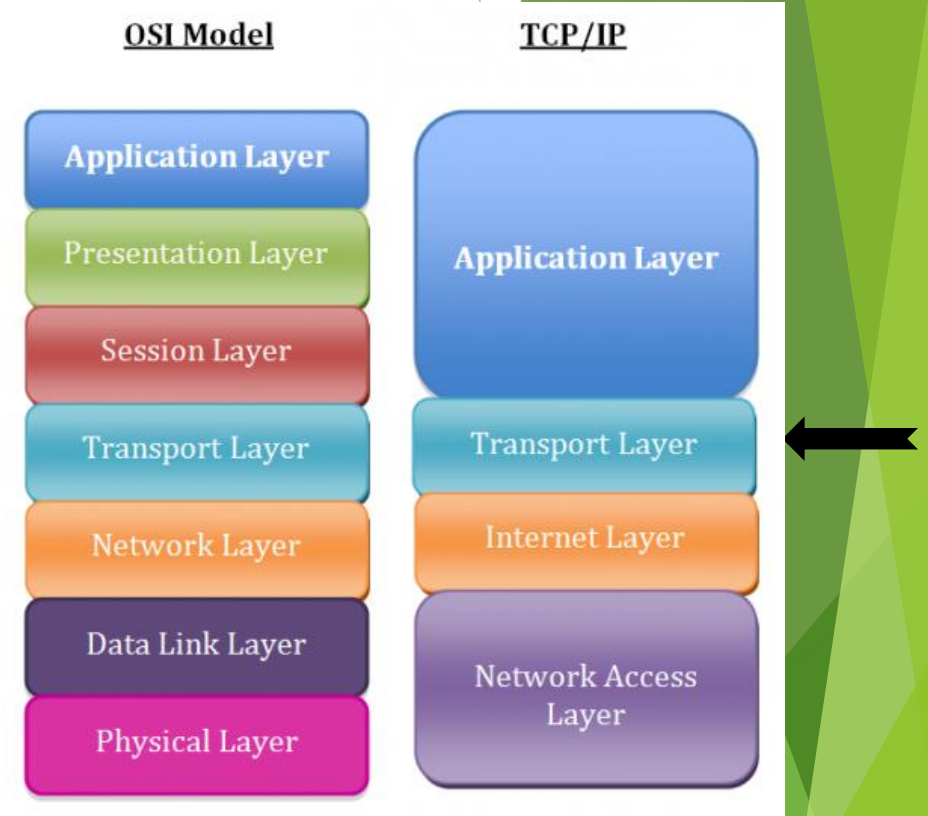 OSI Model
TCP/IP
Application Layer
Presentation Layer
Session Layer
Transport Layer
Network Layer
Data Link Layer
Physical Layer
Application Layer
Transport Layer
Internet Layer
Network Access
Layer